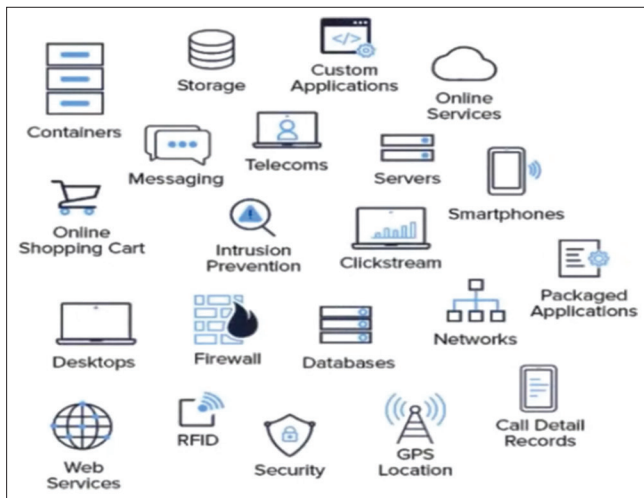 Containers
Storage
Custom
Applications
Online
Services
Messaging
Telecoms
Servers
Smartphones
Online
Shopping Cart
Intrusion
Prevention
Clickstream
Packaged
Applications
Desktops
Firewall
Databases
Networks
Web
Services
RFID
Security
GPS
Location
Call Detail
Records